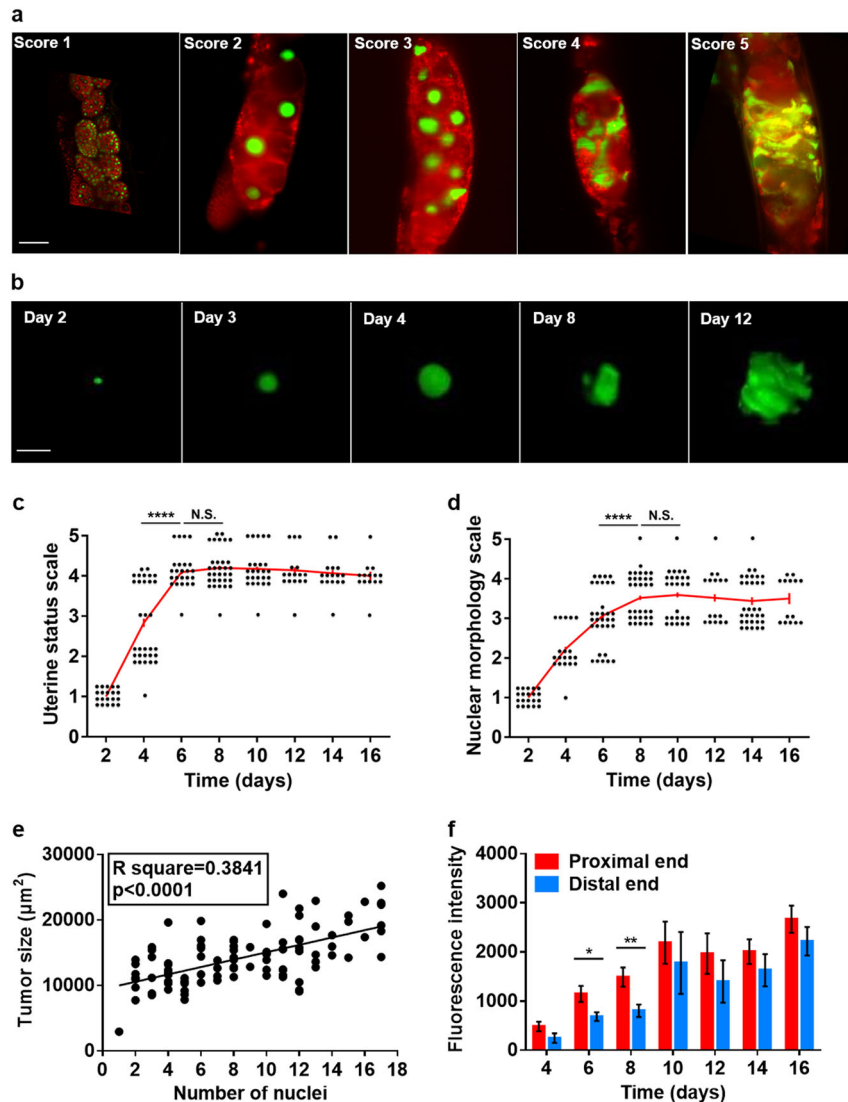 a
Score 1
Score 2
Score 3
Score 4
Score 5
b
Day 2
Day 3
Day 4
Day 8
Day 12
c
**** N.S.
Uterine status scale
5
4
3
2
1
0
2 4 6 8 10 12 14 16
Time (days)
d
**** N.S.
Nuclear morphology scale
5
4
3
2
1
0
2 4 6 8 10 12 14 16
Time (days)
e
R square=0.3841
p<0.0001
Tumor size (μm²)
30000
20000
10000
0
0 2 4 6 8 10 12 14 16 18
Number of nuclei
f
Proximal end
Distal end
* **
Fluorescence intensity
4000
3000
2000
1000
0
4 6 8 10 12 14 16
Time (days)